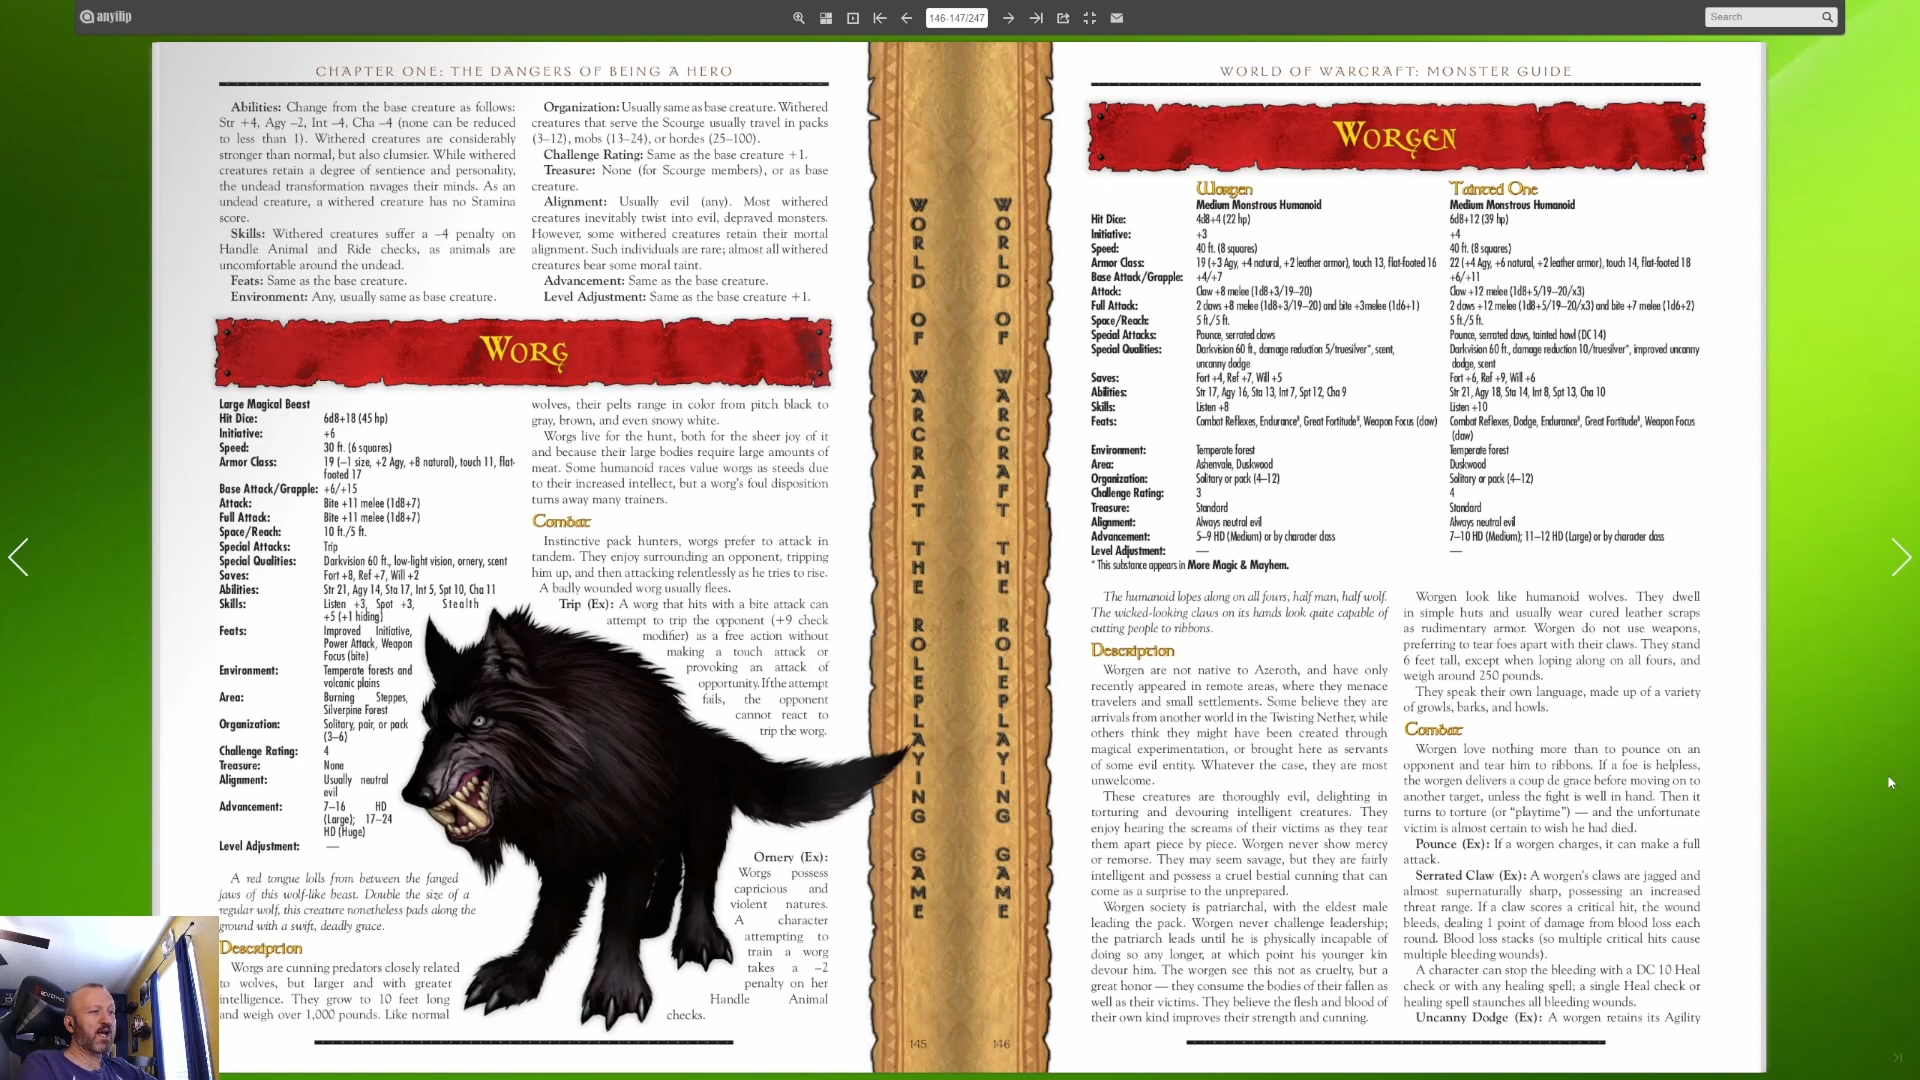 anyflip
146-147/247
Search
CHAPTER ONE: THE DANGERS OF BEING A HERO
Abilities: Change from the base creature as follows:
Str +4, Agy –2, Int –4, Cha –4 (none can be reduced
to less than 1). Withered creatures are considerably
stronger than normal, but also clumsier. While withered
creatures retain a degree of sentience and personality,
the undead transformation ravages their minds. As an
undead creature, a withered creature has no Stamina
score.
Skills: Withered creatures suffer a –4 penalty on
Handle Animal and Ride checks, as animals are
uncomfortable around the undead.
Feats: Same as the base creature.
Environment: Any, usually same as base creature.
Organization: Usually same as base creature. Withered
creatures that serve the Scourge usually travel in packs
(3–12), mobs (13–24), or hordes (25–100).
Challenge Rating: Same as the base creature +1.
Treasure: None (for Scourge members), or as base
creature.
Alignment: Usually evil (any). Most withered
creatures inevitably twist into evil, depraved monsters.
However, some withered creatures retain their mortal
alignment. Such individuals are rare; almost all withered
creatures bear some moral taint.
Advancement: Same as the base creature.
Level Adjustment: Same as the base creature +1.
WORG
Large Magical Beast
Hit Dice: 6d8+18 (45 hp)
Initiative: +6
Speed: 30 ft. (6 squares)
Armor Class: 19 (–1 size, +2 Agy, +8 natural), touch 11, flat-
footed 17
Base Attack/Grapple: +6/+15
Attack: Bite +11 melee (1d8+7)
Full Attack: Bite +11 melee (1d8+7)
Space/Reach: 10 ft./5 ft.
Special Attacks: Trip
Special Qualities: Darkvision 60 ft., low-light vision, ornery, scent
Saves: Fort +8, Ref +7, Will +2
Abilities: Str 21, Agy 14, Sta 17, Int 5, Spt 10, Cha 11
Skills: Listen +3, Spot +3, Stealth
+5 (+1 hiding)
Feats: Improved Initiative,
Power Attack, Weapon
Focus (bite)
Environment: Temperate forests and
volcanic plains
Area: Burning Steppes,
Silverpine Forest
Organization: Solitary, pair, or pack
(3–6)
Challenge Rating: 4
Treasure: None
Alignment: Usually neutral
evil
Advancement: 7–16 HD
(Large); 17–24
HD (Huge)
Level Adjustment: —
A red tongue lolls from between the fanged
jaws of this wolf-like beast. Double the size of a
regular wolf, this creature nonetheless pads along the
ground with a swift, deadly grace.
Description
Worgs are cunning predators closely related
to wolves, but larger and with greater
intelligence. They grow to 10 feet long
and weigh over 1,000 pounds. Like normal
wolves, their pelts range in color from pitch black to
gray, brown, and even snowy white.
Worgs live for the hunt, both for the sheer joy of it
and because their large bodies require large amounts of
meat. Some humanoid races value worgs as steeds due
to their increased intellect, but a worg's foul disposition
turns away many trainers.
Combat
Instinctive pack hunters, worgs prefer to attack in
tandem. They enjoy surrounding an opponent, tripping
him up, and then attacking relentlessly as he tries to rise.
A badly wounded worg usually flees.
Trip (Ex): A worg that hits with a bite attack can
attempt to trip the opponent (+9 check
modifier) as a free action without
making a touch attack or
provoking an attack of
opportunity. If the attempt
fails, the opponent
cannot react to
trip the worg.
Ornery (Ex):
Worgs possess
capricious and
violent natures.
A character
attempting to
train a worg
takes a –2
penalty on her
Handle Animal
checks.
WORLD OF WARCRAFT THE ROLEPLAYING GAME
145
WORLD OF WARCRAFT THE ROLEPLAYING GAME
146
WORLD OF WARCRAFT: MONSTER GUIDE
WORGEN
Worgen Tainted One
Medium Monstrous Humanoid Medium Monstrous Humanoid
Hit Dice: 4d8+4 (22 hp) 6d8+12 (39 hp)
Initiative: +3 +4
Speed: 40 ft. (8 squares) 40 ft. (8 squares)
Armor Class: 19 (+3 Agy, +4 natural, +2 leather armor), touch 13, flat-footed 16 22 (+4 Agy, +6 natural, +2 leather armor), touch 14, flat-footed 18
Base Attack/Grapple: +4/+7 +6/+11
Attack: Claw +8 melee (1d8+3/19–20) Claw +12 melee (1d8+5/19–20/x3)
Full Attack: 2 claws +8 melee (1d8+3/19–20) and bite +3melee (1d6+1) 2 claws +12 melee (1d8+5/19–20/x3) and bite +7 melee (1d6+2)
Space/Reach: 5 ft./5 ft. 5 ft./5 ft.
Special Attacks: Pounce, serrated claws Pounce, serrated claws, tainted howl (DC 14)
Special Qualities: Darkvision 60 ft., damage reduction 5/truesilver*, scent, Darkvision 60 ft., damage reduction 10/truesilver*, improved uncanny
uncanny dodge dodge, scent
Saves: Fort +4, Ref +7, Will +5 Fort +6, Ref +9, Will +6
Abilities: Str 17, Agy 16, Sta 13, Int 7, Spt 12, Cha 9 Str 21, Agy 18, Sta 14, Int 8, Spt 13, Cha 10
Skills: Listen +8 Listen +10
Feats: Combat Reflexes, Endurance, Great Fortitude, Weapon Focus (claw) Combat Reflexes, Dodge, Endurance, Great Fortitude, Weapon Focus
(claw)
Environment: Temperate forest Temperate forest
Area: Ashenvale, Duskwood Duskwood
Organization: Solitary or pack (4–12) Solitary or pack (4–12)
Challenge Rating: 3 4
Treasure: Standard Standard
Alignment: Always neutral evil Always neutral evil
Advancement: 5–9 HD (Medium) or by character class 7–10 HD (Medium); 11–12 HD (Large) or by character class
Level Adjustment: — —
* This substance appears in More Magic & Mayhem.
The humanoid lopes along on all fours, half man, half wolf.
The wicked-looking claws on its hands look quite capable of
cutting people to ribbons.
Description
Worgen are not native to Azeroth, and have only
recently appeared in remote areas, where they menace
travelers and small settlements. Some believe they are
arrivals from another world in the Twisting Nether, while
others think they might have been created through
magical experimentation, or brought here as servants
of some evil entity. Whatever the case, they are most
unwelcome.
These creatures are thoroughly evil, delighting in
torturing and devouring intelligent creatures. They
enjoy hearing the screams of their victims as they tear
them apart piece by piece. Worgen never show mercy
or remorse. They may seem savage, but they are fairly
intelligent and possess a cruel bestial cunning that can
come as a surprise to the unprepared.
Worgen society is patriarchal, with the eldest male
leading the pack. Worgen never challenge leadership;
the patriarch leads until he is physically incapable of
doing so any longer, at which point his younger kin
devour him. The worgen see this not as cruelty, but a
great honor — they consume the bodies of their fallen as
well as their victims. They believe the flesh and blood of
their own kind improves their strength and cunning.
Worgen look like humanoid wolves. They dwell
in simple huts and usually wear cured leather scraps
as rudimentary armor. Worgen do not use weapons,
preferring to tear foes apart with their claws. They stand
6 feet tall, except when loping along on all fours, and
weigh around 250 pounds.
They speak their own language, made up of a variety
of growls, barks, and howls.
Combat
Worgen love nothing more than to pounce on an
opponent and tear him to ribbons. If a foe is helpless,
the worgen delivers a coup de grace before moving on to
another target, unless the fight is well in hand. Then it
turns to torture (or “playtime”) — and the unfortunate
victim is almost certain to wish he had died.
Pounce (Ex): If a worgen charges, it can make a full
attack.
Serrated Claw (Ex): A worgen's claws are jagged and
almost supernaturally sharp, possessing an increased
threat range. If a claw scores a critical hit, the wound
bleeds, dealing 1 point of damage from blood loss each
round. Blood loss stacks (so multiple critical hits cause
multiple bleeding wounds).
A character can stop the bleeding with a DC 10 Heal
check or with any healing spell; a single Heal check or
healing spell staunches all bleeding wounds.
Uncanny Dodge (Ex): A worgen retains its Agility